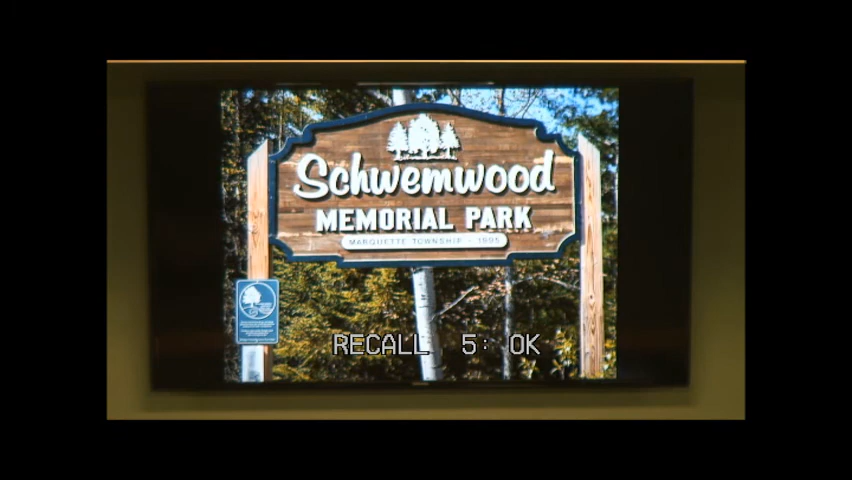 Schwemwood
MEMORIAL PARK
MARQUETTE TOWNSHIP - 1995
RECALL 5: OK